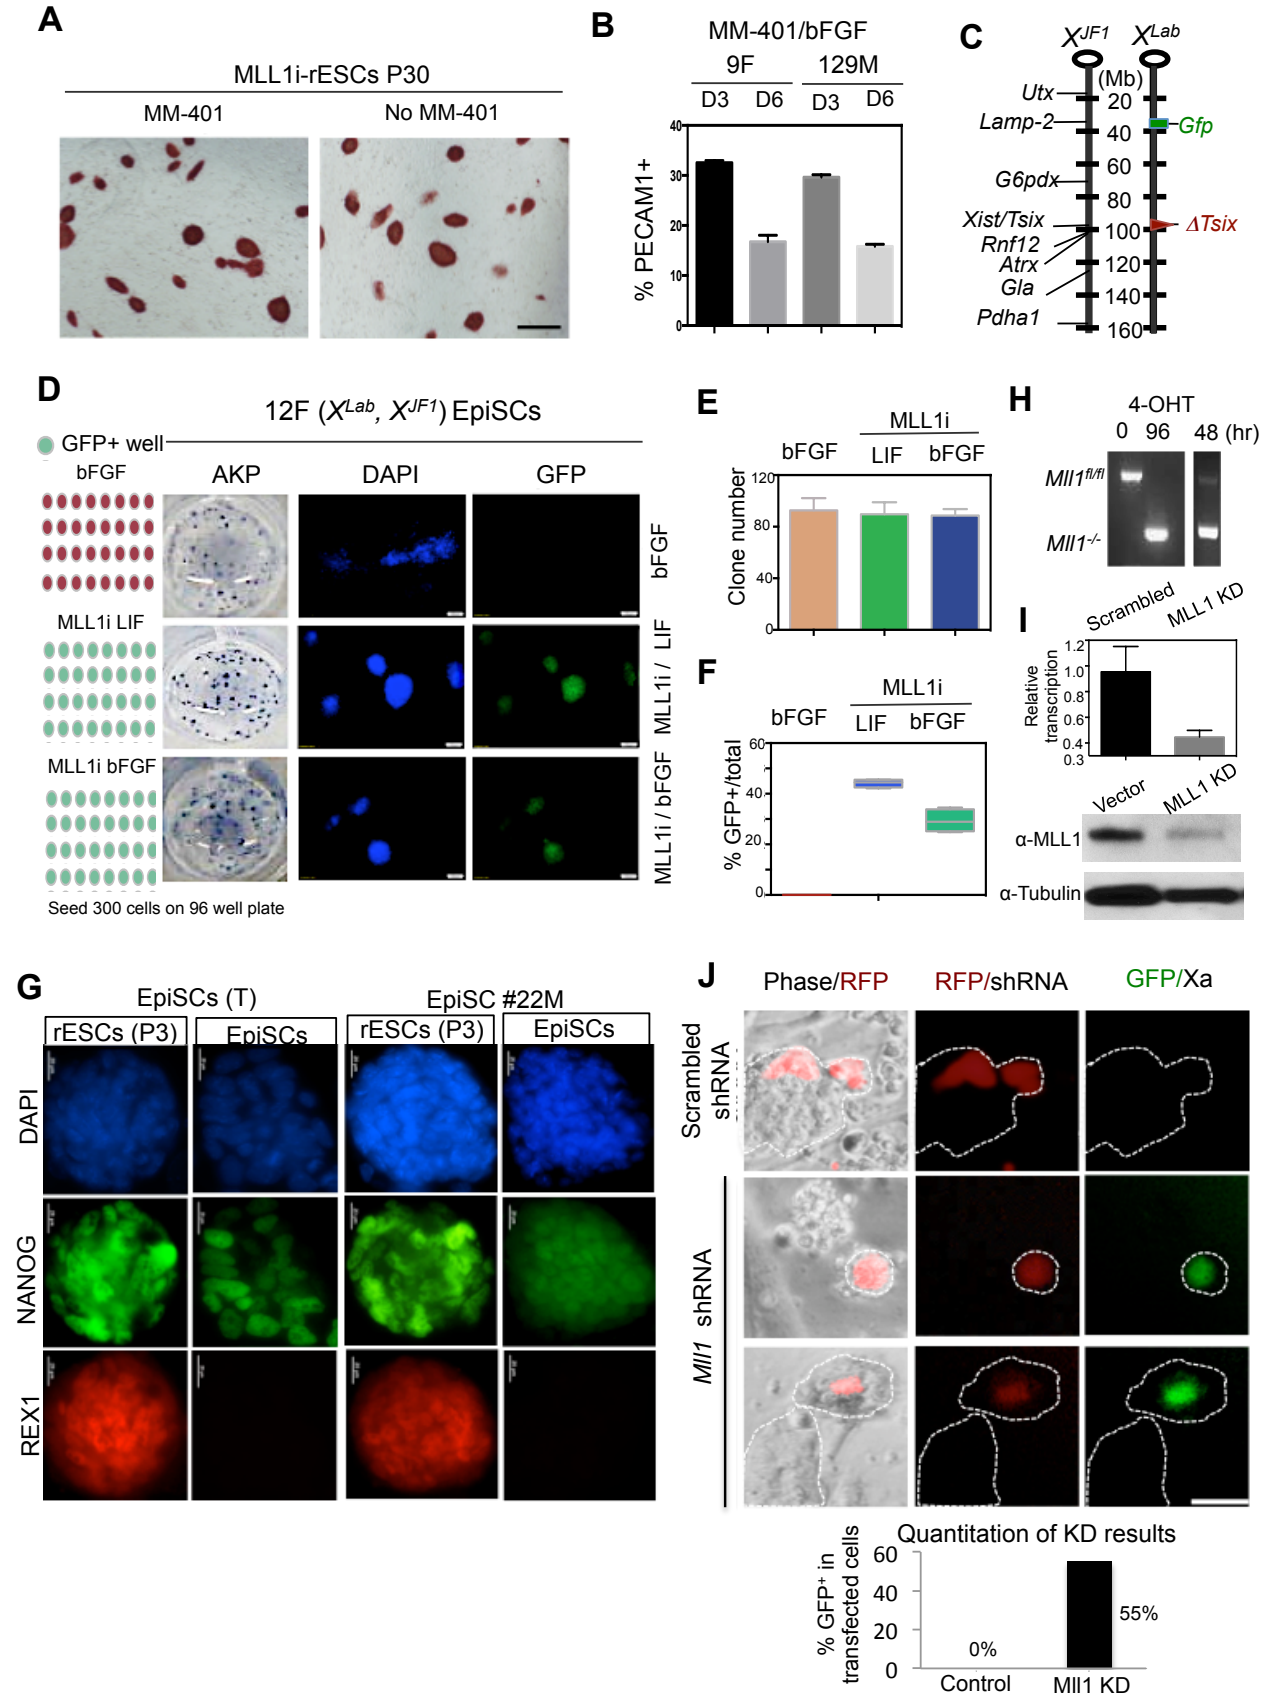 A
MLL1i-rESCs P30
MM-401
No MM-401
B
MM-401/bFGF
9F
129M
D3
D6
D3
D6
% PECAM1+
40
30
20
10
0
C
X^JF1
X^Lab
(Mb)
Utx
Lamp-2
G6pdx
Xist/Tsix
Rnf12
Atrx
Gla
Pdha1
20
40
60
80
100
120
140
160
Gfp
ΔTsix
D
12F (X^Lab, X^JF1) EpiSCs
GFP+ well
bFGF
AKP
DAPI
GFP
bFGF
MLL1i LIF
MLL1i / LIF
MLL1i bFGF
MLL1i / bFGF
Seed 300 cells on 96 well plate
E
MLL1i
bFGF
LIF
bFGF
Clone number
120
80
40
0
F
MLL1i
bFGF
LIF
bFGF
% GFP+/total
60
40
20
0
H
4-OHT
0 96 48 (hr)
Mll1^fl/fl
Mll1^-/-
I
Scrambled
MLL1 KD
Relative
transcription
1.2
1.0
0.6
0.4
0.3
Vector
MLL1 KD
α-MLL1
α-Tubulin
G
EpiSCs (T)
EpiSC #22M
rESCs (P3)
EpiSCs
rESCs (P3)
EpiSCs
DAPI
NANOG
REX1
J
Phase/RFP
RFP/shRNA
GFP/Xa
Scrambled
shRNA
Mll1 shRNA
Quantitation of KD results
% GFP⁺ in
transfected cells
60
40
20
0
0%
55%
Control
Mll1 KD